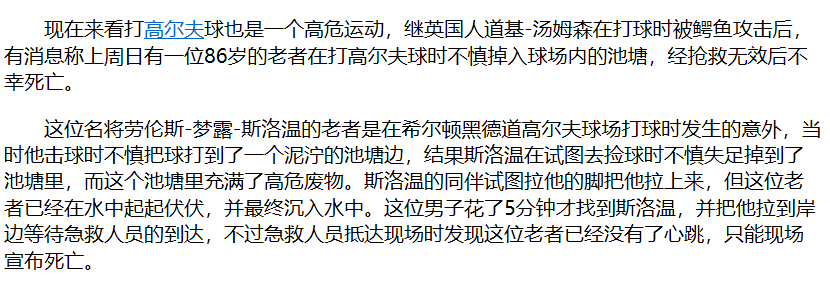 现在来看打高尔夫球也是一个高危运动，继英国人道基-汤姆森在打球时被鳄鱼攻击后，
有消息称上周日有一位86岁的老者在打高尔夫球时不慎掉入球场内的池塘，经抢救无效后不
幸死亡。
这位名将劳伦斯-梦露-斯洛温的老者是在希尔顿黑德道高尔夫球场打球时发生的意外，当
时他击球时不慎把球打到了一个泥泞的池塘边，结果斯洛温在试图去捡球时不慎失足掉到了
池塘里，而这个池塘里充满了高危废物。斯洛温的同伴试图拉他的脚把他拉上来，但这位老
者已经在水中起起伏伏，并最终沉入水中。这位男子花了5分钟才找到斯洛温，并把他拉到岸
边等待急救人员的到达，不过急救人员抵达现场时发现这位老者已经没有了心跳，只能现场
宣布死亡。